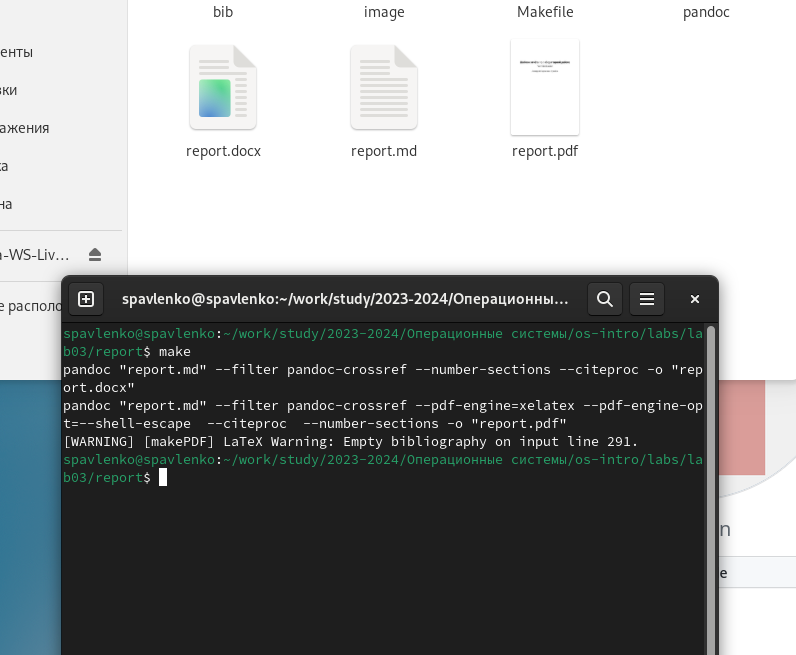 bib image Makefile pandoc
енты
вки
ажения
ка
на
a-WS-Liv...
е располо
report.docx report.md report.pdf
spavlenko@spavlenko:~/work/study/2023-2024/Операционны...
spavlenko@spavlenko:~/work/study/2023-2024/Операционные системы/os-intro/labs/la
b03/report$ make
pandoc "report.md" --filter pandoc-crossref --number-sections --citeproc -o "rep
ort.docx"
pandoc "report.md" --filter pandoc-crossref --pdf-engine=xelatex --pdf-engine-op
t=--shell-escape  --citeproc  --number-sections -o "report.pdf"
[WARNING] [makePDF] LaTeX Warning: Empty bibliography on input line 291.
spavlenko@spavlenko:~/work/study/2023-2024/Операционные системы/os-intro/labs/la
b03/report$
n
e